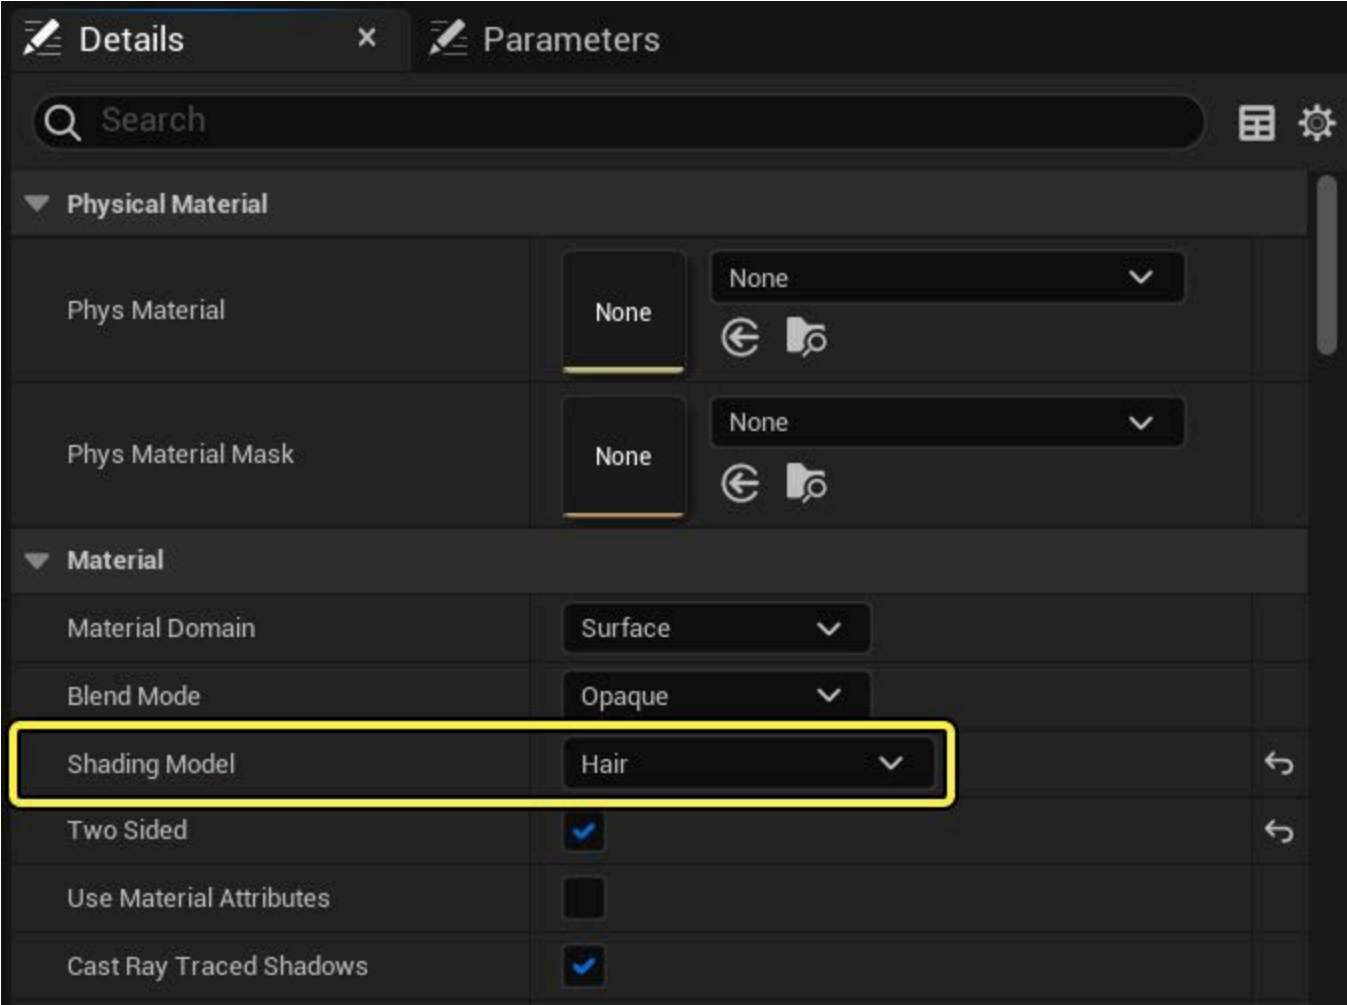 Details
Parameters
Search
Physical Material
Phys Material
None
None
Phys Material Mask
None
None
Material
Material Domain
Surface
Blend Mode
Opaque
Shading Model
Hair
Two Sided
Use Material Attributes
Cast Ray Traced Shadows